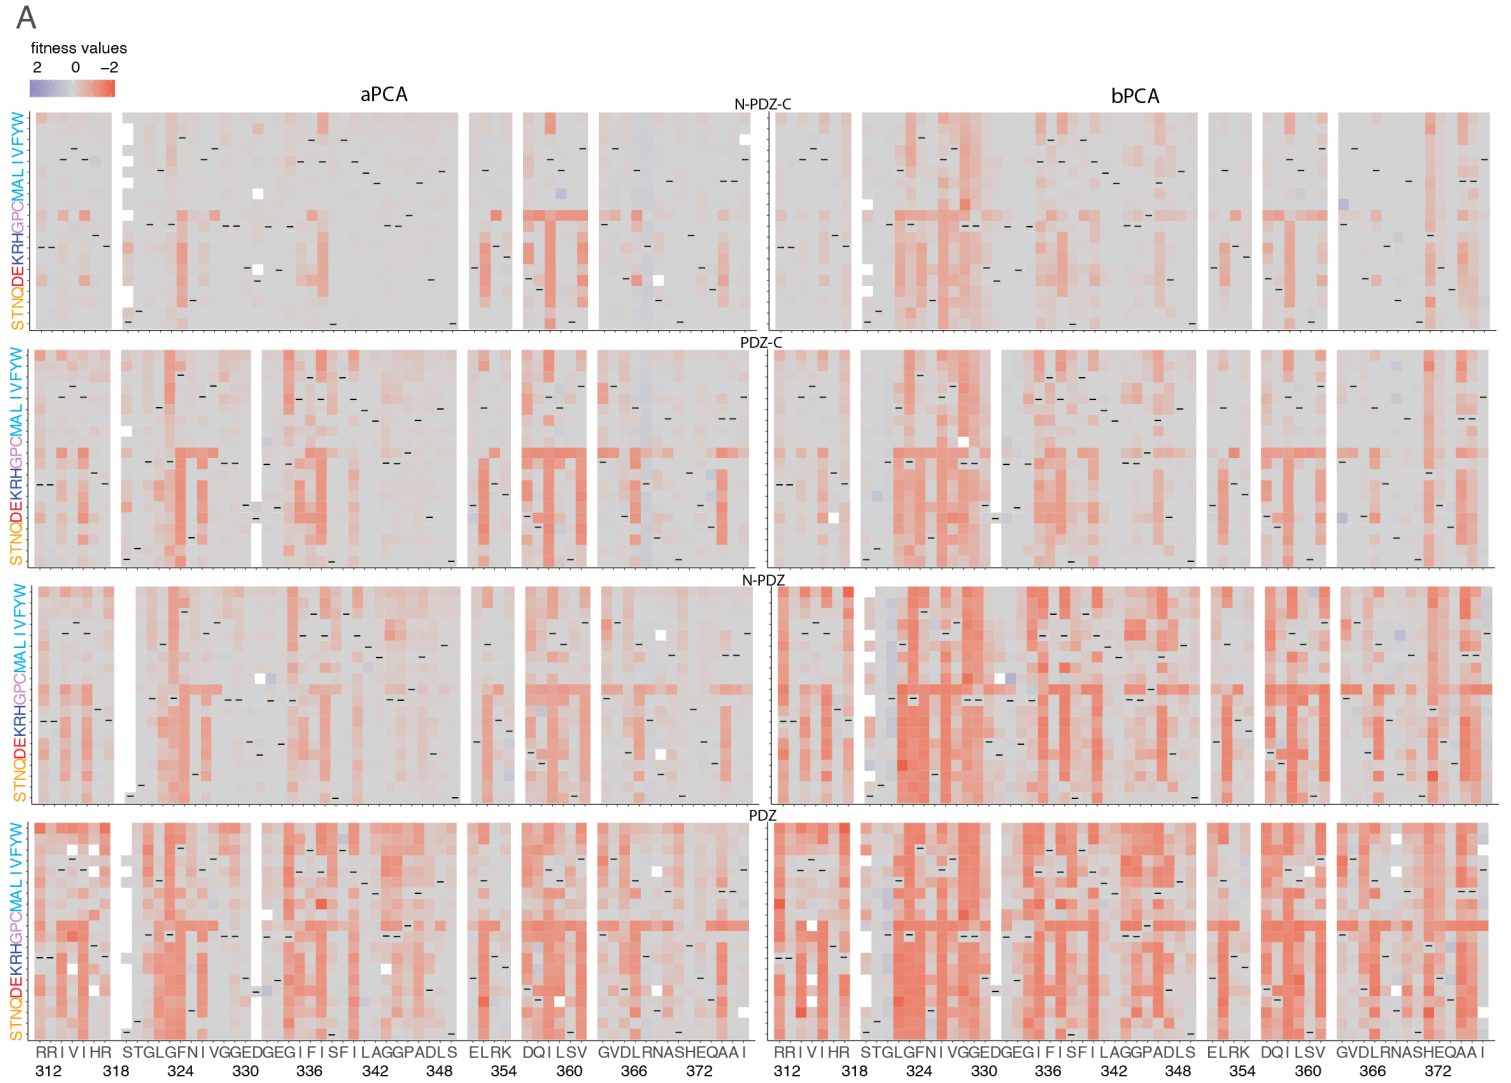 A
fitness values
2 0 −2
aPCA
bPCA
N-PDZ-C
STNQDEKRHGPCMALIVFYW
PDZ-C
STNQDEKRHGPCMALIVFYW
N-PDZ
STNQDEKRHGPCMALIVFYW
PDZ
STNQDEKRHGPCMALIVFYW
RRIVIHR STGLGFNIVGGEDGEGIFISFILAGGPADLS ELRK DQILSV GVDLRNASHEQAAI RRIVIHR STGLGFNIVGGEDGEGIFISFILAGGPADLS ELRK DQILSV GVDLRNASHEQAAI
312 318 324 330 336 342 348 354 360 366 372 312 318 324 330 336 342 348 354 360 366 372